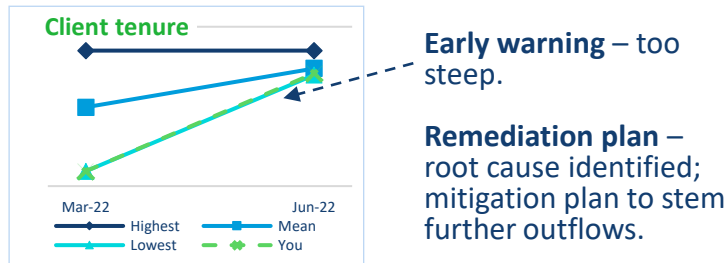 Client tenure
Mar-22
Jun-22
Highest
Mean
Lowest
You
Early warning – too
steep.
Remediation plan –
root cause identified;
mitigation plan to stem
further outflows.